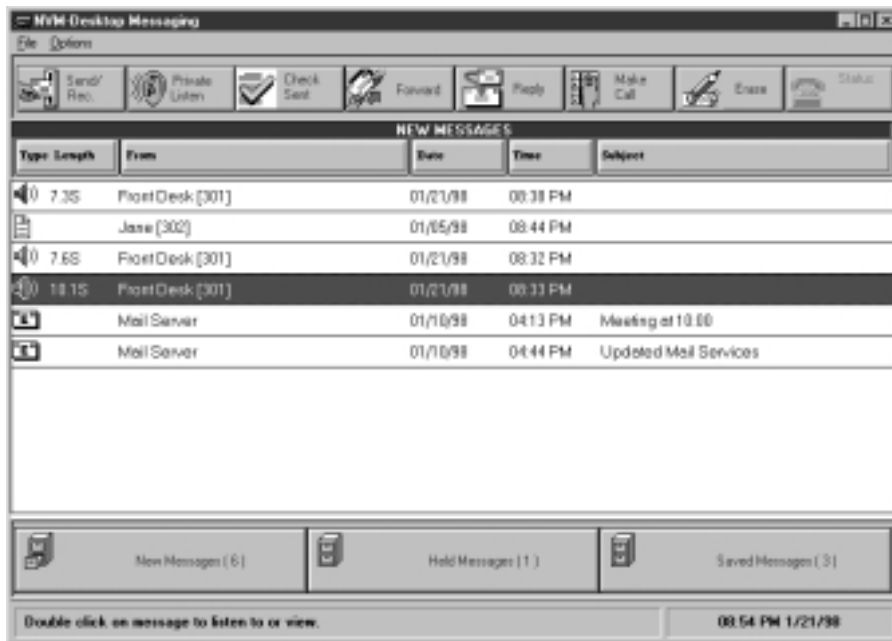 NVM-Desktop Messaging
File Options
Send/ Rec. Private Listen Check Sent Forward Reply Make Call Erase Status
NEW MESSAGES
Type Length From Date Time Subject
7.3S Front Desk [301] 01/21/98 08:30 PM
Jane [302] 01/05/98 08:44 PM
7.6S Front Desk [301] 01/21/98 08:32 PM
10.1S Front Desk [301] 01/21/98 08:33 PM
Mail Server 01/10/98 04:13 PM Meeting at 10:00
Mail Server 01/10/98 04:44 PM Updated Mail Services
New Messages ( 6 ) Held Messages ( 1 ) Saved Messages ( 3 )
Double click on message to listen to or view. 08:54 PM 1/21/98